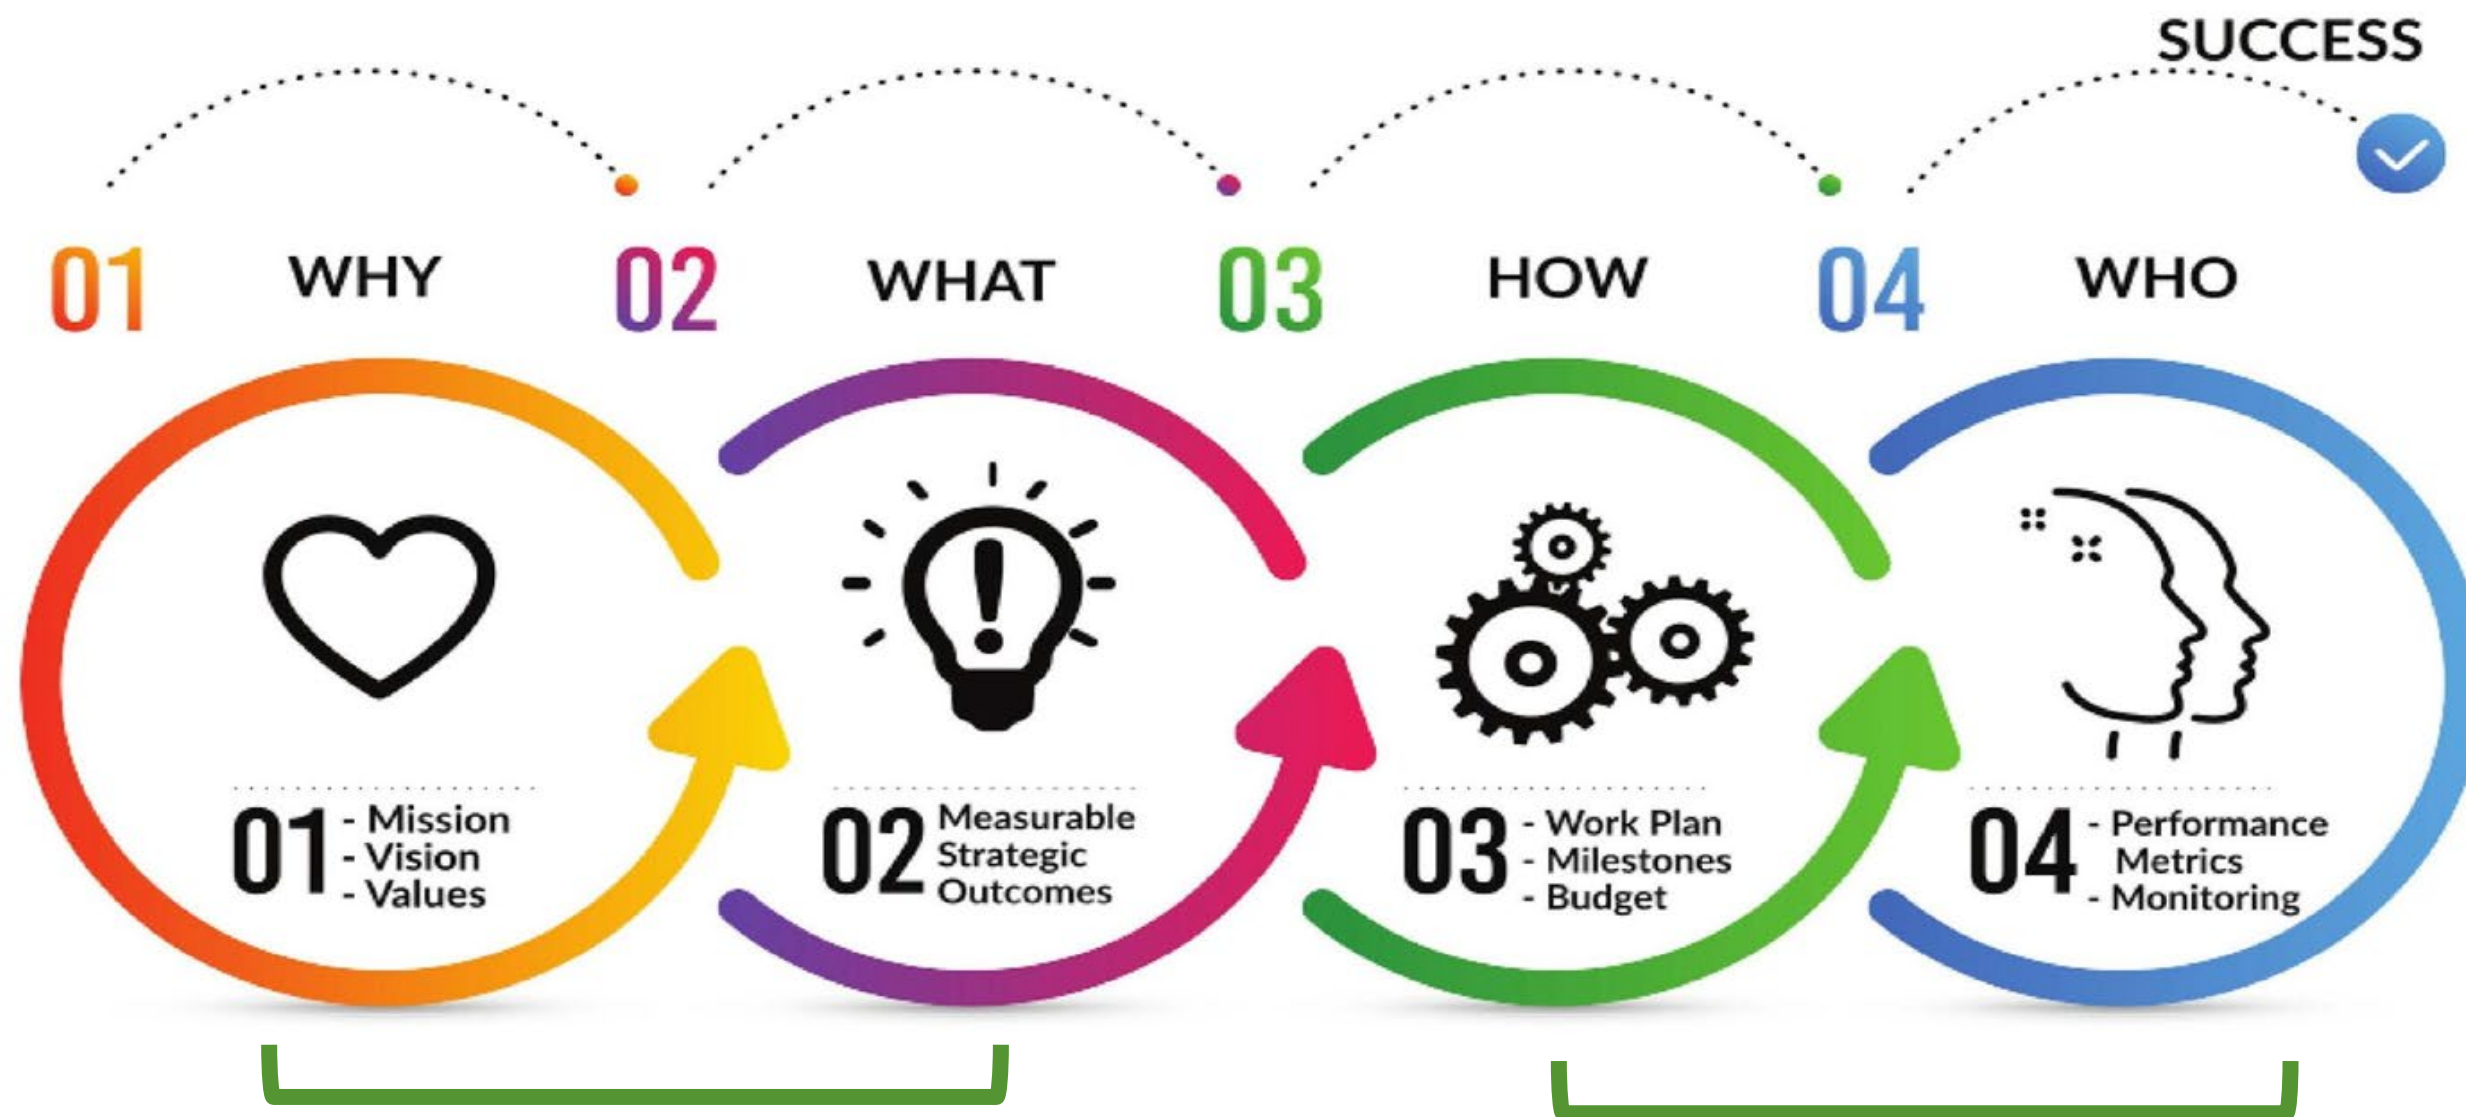 SUCCESS
01 WHY 02 WHAT 03 HOW 04 WHO
01 - Mission
- Vision
- Values
02 Measurable
Strategic
Outcomes
03 - Work Plan
- Milestones
- Budget
04 - Performance
Metrics
- Monitoring